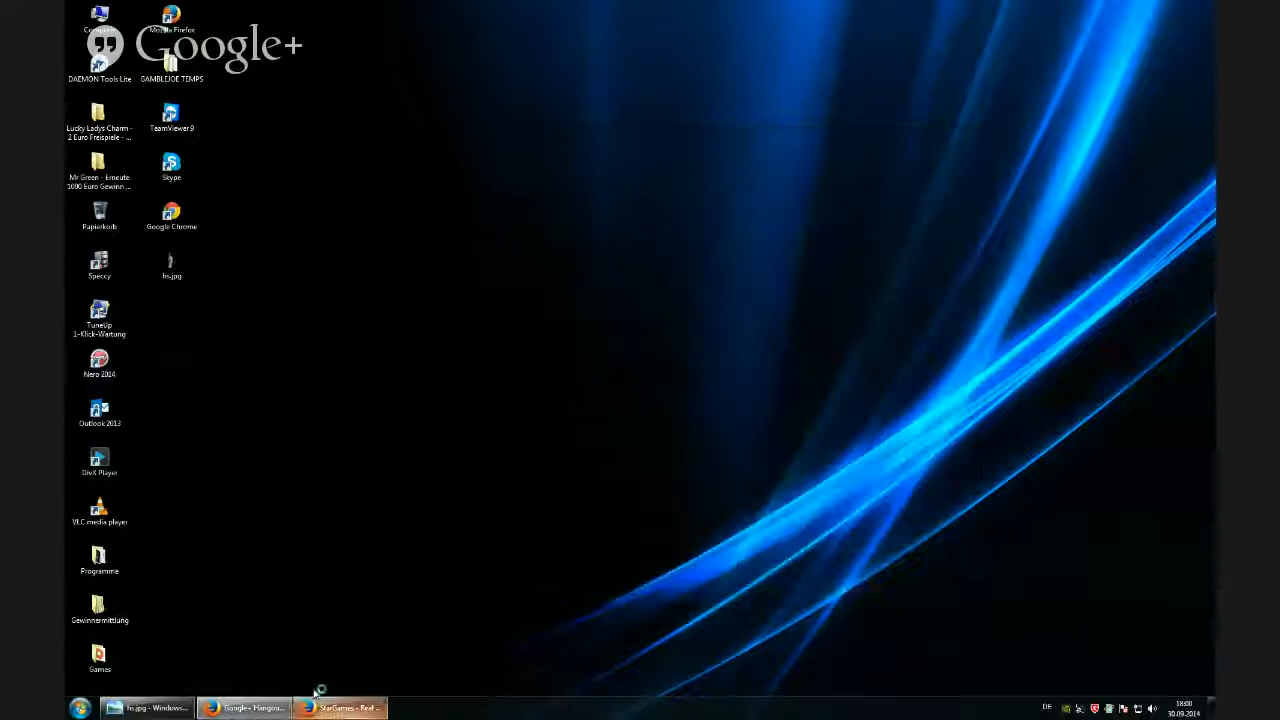 Computer
Mozilla Firefox
Google+
DAEMON Tools Lite
GAMBLEJOE TEMPS
Lucky Ladys Charm -
2 Euro Freispiele - ...
TeamViewer 9
Mr Green - Erneute
1000 Euro Gewinn ...
Skype
Papierkorb
Google Chrome
Speccy
hs.jpg
TuneUp
1-Klick-Wartung
Nero 2014
Outlook 2013
DivX Player
VLC media player
Programme
Gewinnermittlung
Games
hs.jpg - Windows...
Google+ Hangou...
StarGames - Real ...
DE
18:00
30.09.2014